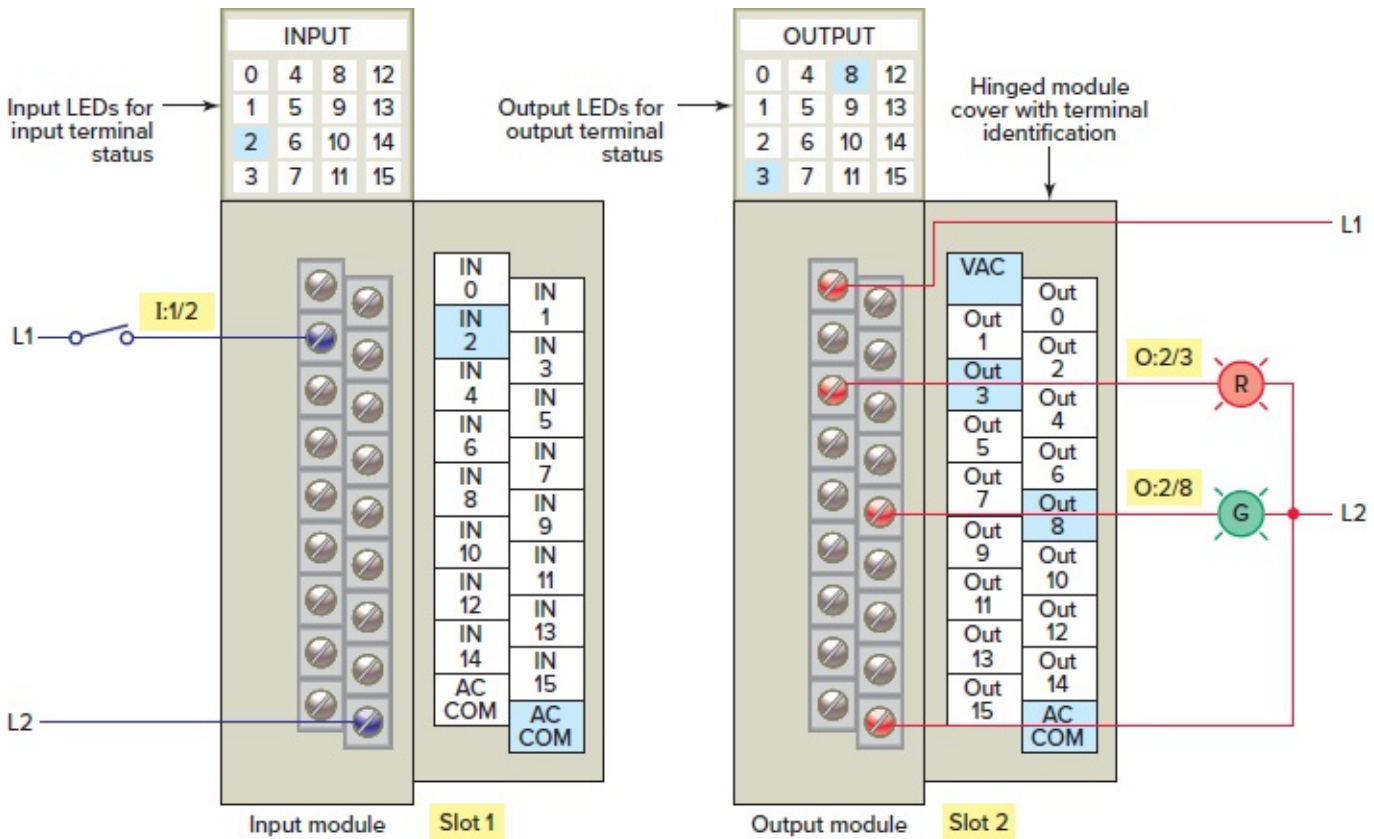 INPUT
0 4 8 12
1 5 9 13
2 6 10 14
3 7 11 15
Input LEDs for
input terminal
status
I:1/2
L1
L2
IN
0
IN
1
IN
2
IN
3
IN
4
IN
5
IN
6
IN
7
IN
8
IN
9
IN
10
IN
11
IN
12
IN
13
IN
14
IN
15
AC
COM
AC
COM
Input module
Slot 1
OUTPUT
0 4 8 12
1 5 9 13
2 6 10 14
3 7 11 15
Output LEDs for
output terminal
status
Hinged module
cover with terminal
identification
L1
VAC
Out
0
Out
1
Out
2
Out
3
Out
4
Out
5
Out
6
Out
7
Out
8
Out
9
Out
10
Out
11
Out
12
Out
13
Out
14
Out
15
AC
COM
O:2/3
R
O:2/8
G
L2
Output module
Slot 2